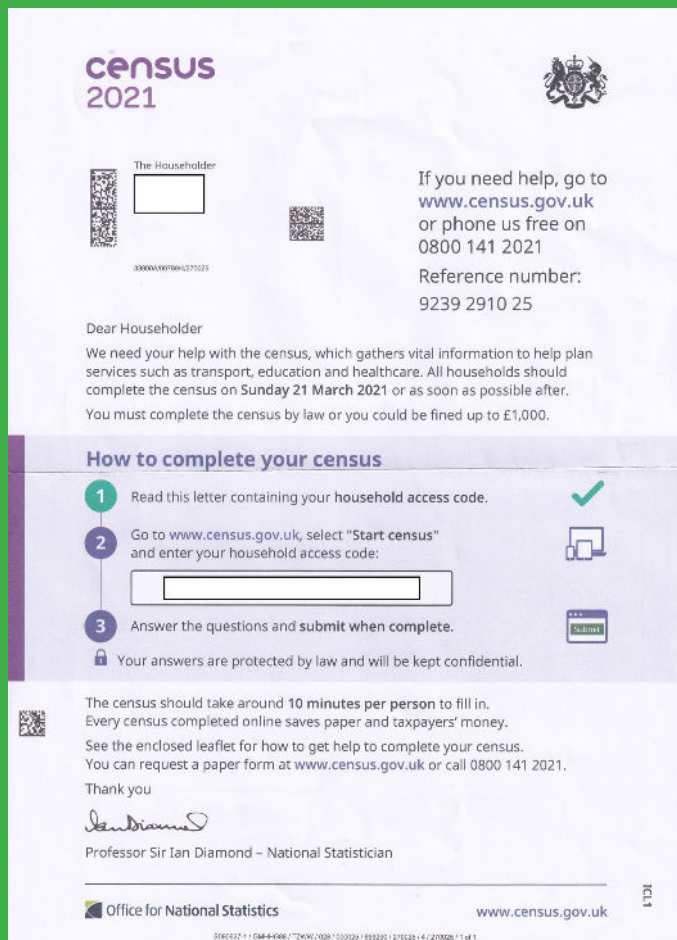 census
2021
The Householder
If you need help, go to
www.census.gov.uk
or phone us free on
0800 141 2021
Reference number:
9239 2910 25
Dear Householder
We need your help with the census, which gathers vital information to help plan
services such as transport, education and healthcare. All households should
complete the census on Sunday 21 March 2021 or as soon as possible after.
You must complete the census by law or you could be fined up to £1,000.
How to complete your census
1 Read this letter containing your household access code.
2 Go to www.census.gov.uk, select "Start census"
and enter your household access code:
3 Answer the questions and submit when complete.
Submit
Your answers are protected by law and will be kept confidential.
The census should take around 10 minutes per person to fill in.
Every census completed online saves paper and taxpayers' money.
See the enclosed leaflet for how to get help to complete your census.
You can request a paper form at www.census.gov.uk or call 0800 141 2021.
Thank you
Ian Diamond
Professor Sir Ian Diamond – National Statistician
ICL1
Office for National Statistics
www.census.gov.uk